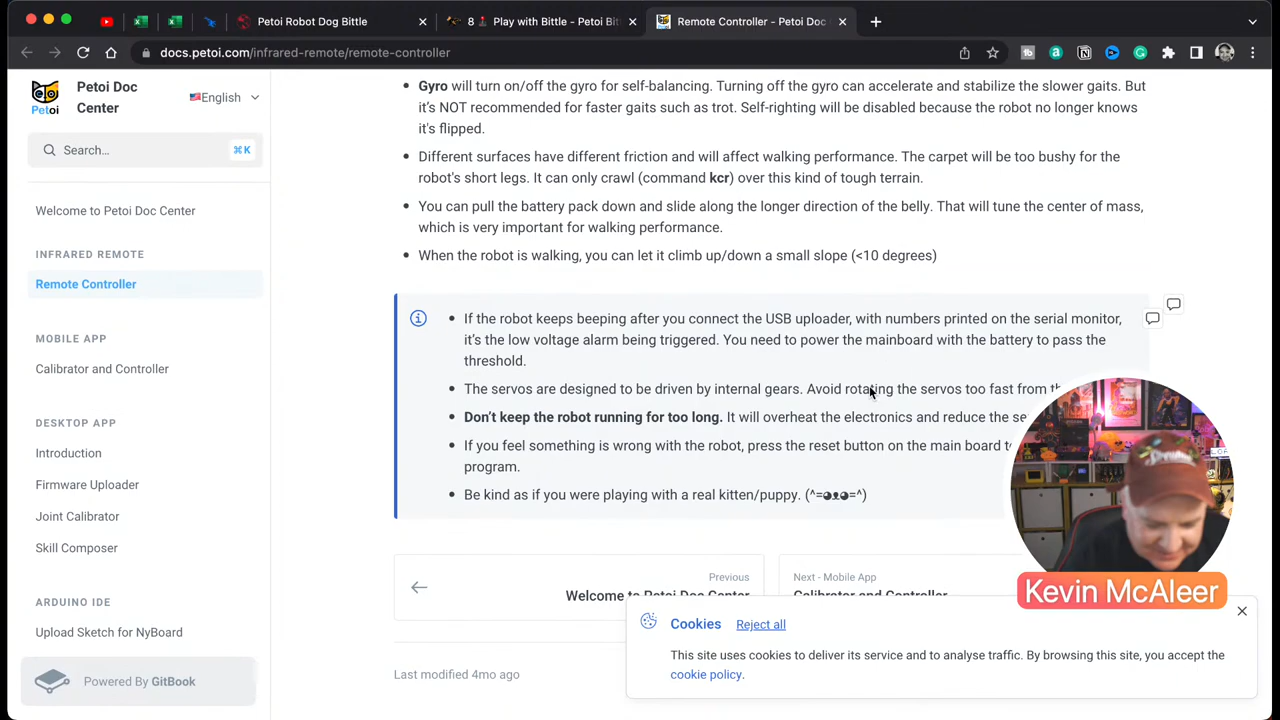 Petoi Robot Dog Bittle
8 🕹 Play with Bittle - Petoi Bit
Remote Controller - Petoi Doc
docs.petoi.com/infrared-remote/remote-controller
Petoi
Petoi Doc
Center
English
Search…
⌘K
Welcome to Petoi Doc Center
INFRARED REMOTE
Remote Controller
MOBILE APP
Calibrator and Controller
DESKTOP APP
Introduction
Firmware Uploader
Joint Calibrator
Skill Composer
ARDUINO IDE
Upload Sketch for NyBoard
Powered By GitBook
Gyro will turn on/off the gyro for self-balancing. Turning off the gyro can accelerate and stabilize the slower gaits. But
it's NOT recommended for faster gaits such as trot. Self-righting will be disabled because the robot no longer knows
it's flipped.
Different surfaces have different friction and will affect walking performance. The carpet will be too bushy for the
robot's short legs. It can only crawl (command kcr) over this kind of tough terrain.
You can pull the battery pack down and slide along the longer direction of the belly. That will tune the center of mass,
which is very important for walking performance.
When the robot is walking, you can let it climb up/down a small slope (<10 degrees)
If the robot keeps beeping after you connect the USB uploader, with numbers printed on the serial monitor,
it's the low voltage alarm being triggered. You need to power the mainboard with the battery to pass the
threshold.
The servos are designed to be driven by internal gears. Avoid rotating the servos too fast from th
Don't keep the robot running for too long. It will overheat the electronics and reduce the se
If you feel something is wrong with the robot, press the reset button on the main board to
program.
Be kind as if you were playing with a real kitten/puppy. (^=◕ᴥ◕=^)
Previous
Welcome to Petoi Doc Center
Next - Mobile App
Calibrator and Controller
Last modified 4mo ago
Kevin McAleer
Cookies
Reject all
This site uses cookies to deliver its service and to analyse traffic. By browsing this site, you accept the
cookie policy.